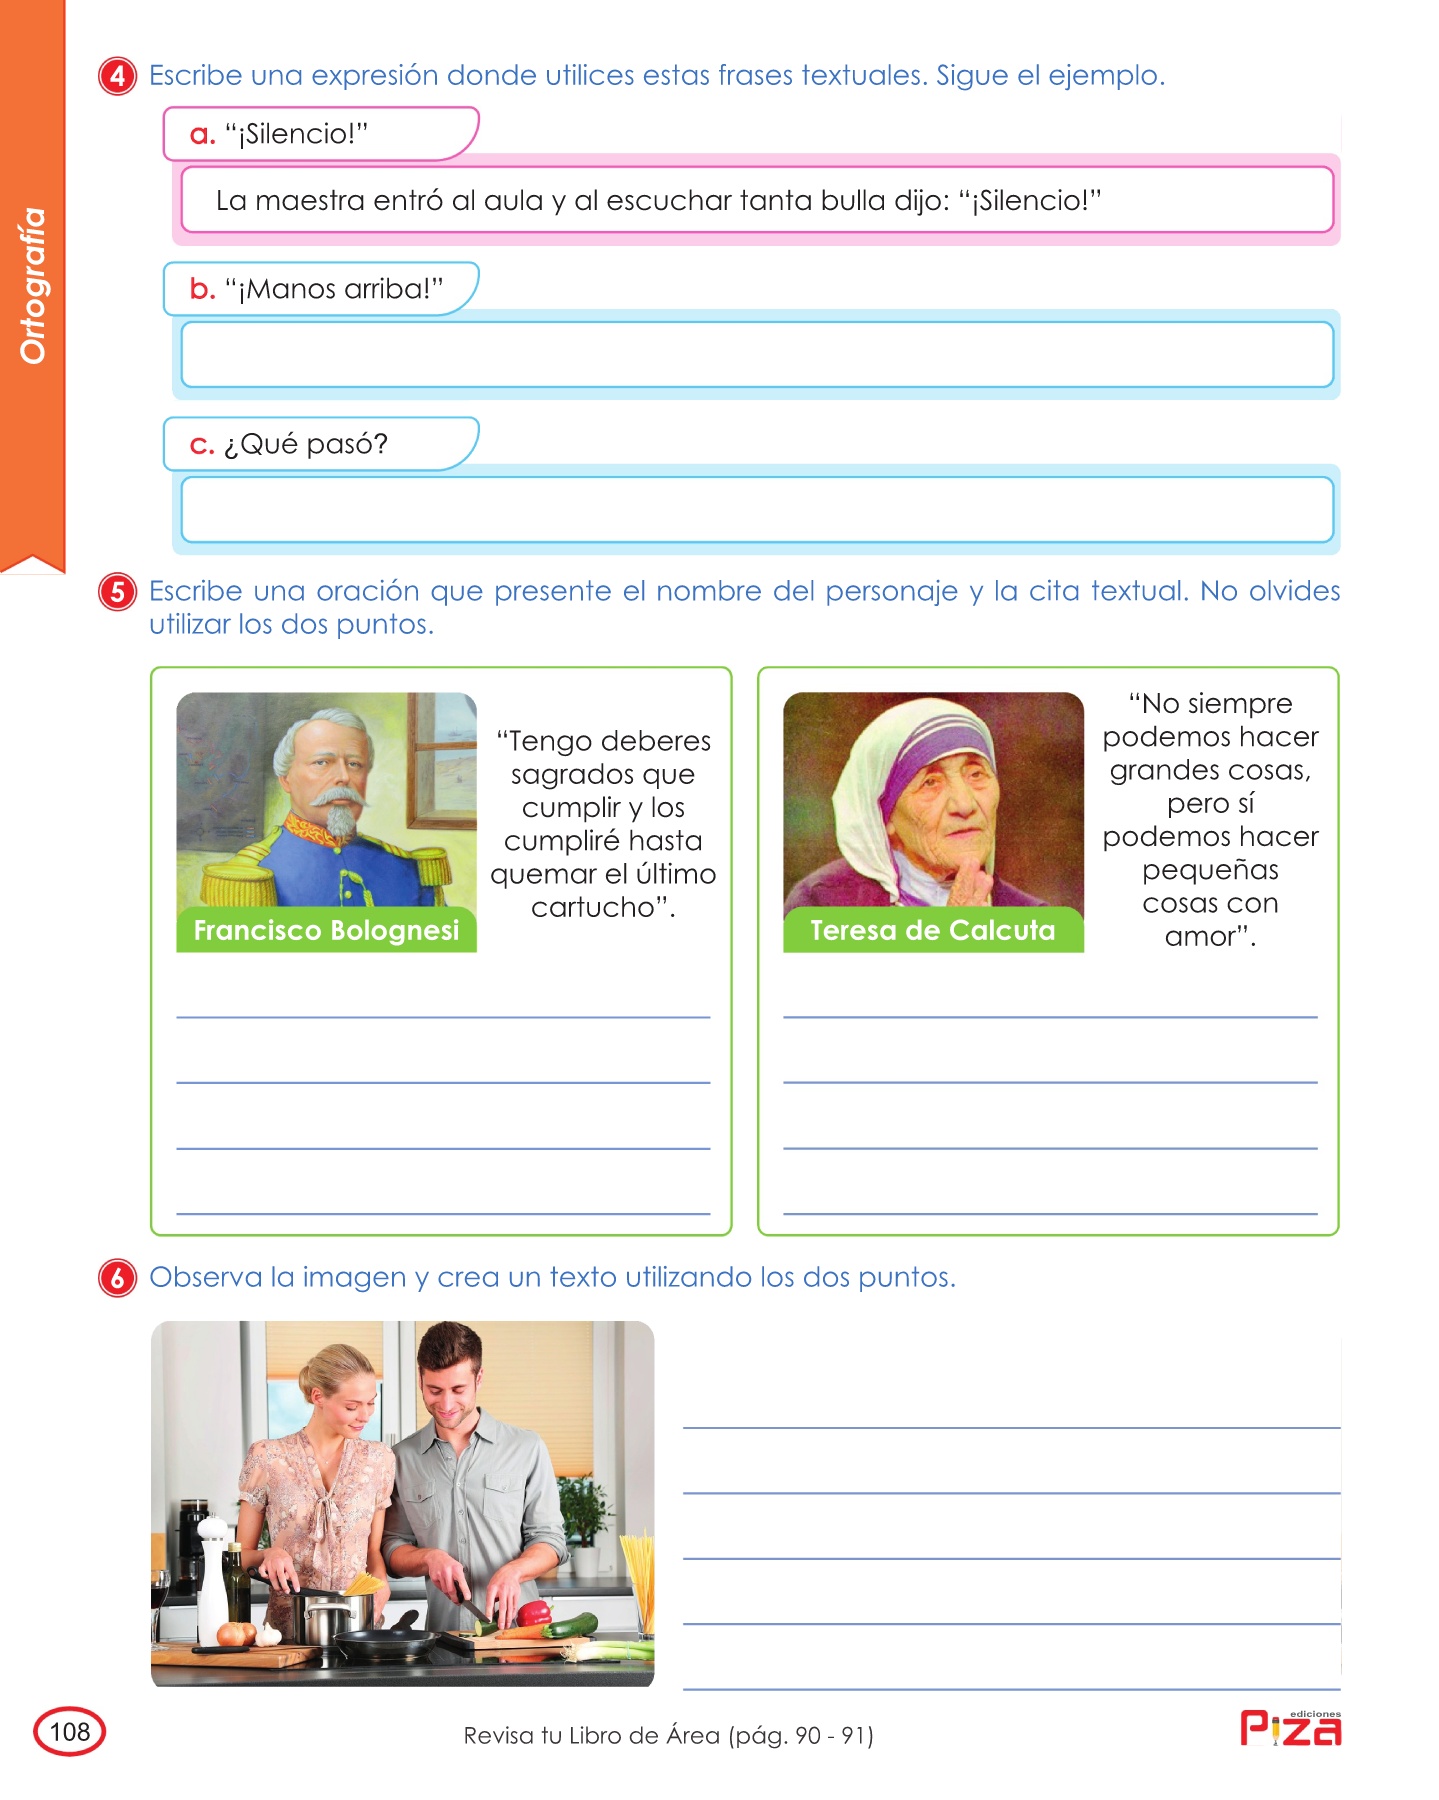 Ortografía
4 Escribe una expresión donde utilices estas frases textuales. Sigue el ejemplo.
a. “¡Silencio!”
La maestra entró al aula y al escuchar tanta bulla dijo: “¡Silencio!”
b. “¡Manos arriba!”
c. ¿Qué pasó?
5 Escribe una oración que presente el nombre del personaje y la cita textual. No olvides
utilizar los dos puntos.
“Tengo deberes
sagrados que
cumplir y los
cumpliré hasta
quemar el último
cartucho”.
Francisco Bolognesi
“No siempre
podemos hacer
grandes cosas,
pero sí
podemos hacer
pequeñas
cosas con
amor”.
Teresa de Calcuta
6 Observa la imagen y crea un texto utilizando los dos puntos.
108
Revisa tu Libro de Área (pág. 90 - 91)
ediciones
Piza